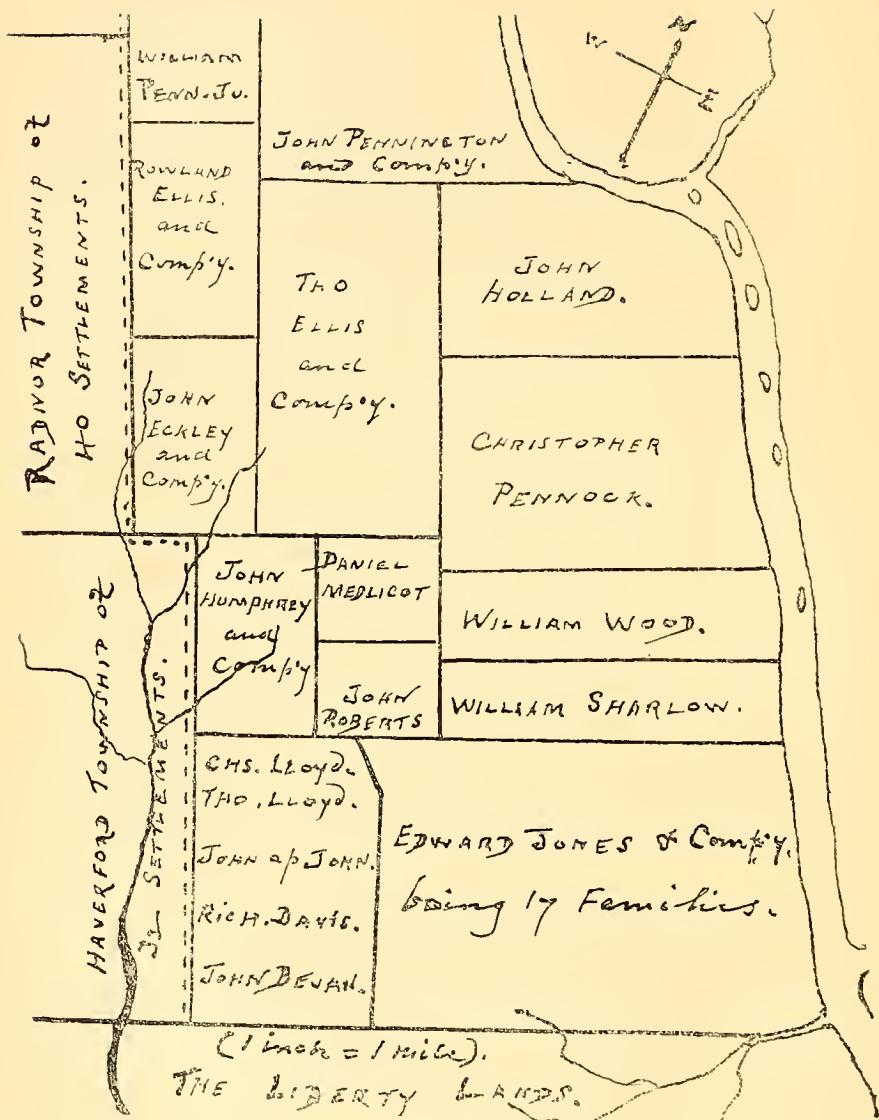 N
W
E
WILLIAM
PENN. JU.
JOHN PENNINGTON
and Comp'y.
ROWLAND
ELLIS.
and
Comp'y.
THO
ELLIS
and
Comp'y.
JOHN
HOLLAND.
RADNOR TOWNSHIP of
40 SETTLEMENTS.
JOHN
ECKLEY
and
Comp'y.
CHRISTOPHER
PENNOCK.
JOHN
HUMPHREY
and
Comp'y
DANIEL
MEDLICOT
WILLIAM WOOD.
JOHN
ROBERTS
WILLIAM SHARLOW.
HAVERFORD TOWNSHIP of
SETTLEMENTS.
CHS. LLOYD.
THO. LLOYD.
JOHN ap JOHN.
RICH. DAVIS.
JOHN BEVAN.
EDWARD JONES & Comp'y.
being 17 Families.
(1 inch = 1 mile).
THE LIBERTY LANDS.